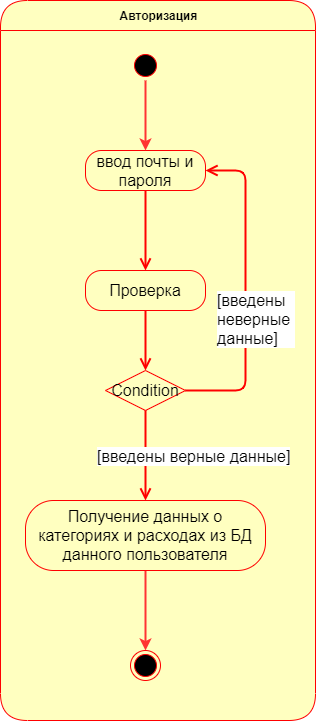 Авторизация
ввод почты и
пароля
Проверка
[введены
неверные
данные]
Condition
[введены верные данные]
Получение данных о
категориях и расходах из БД
данного пользователя